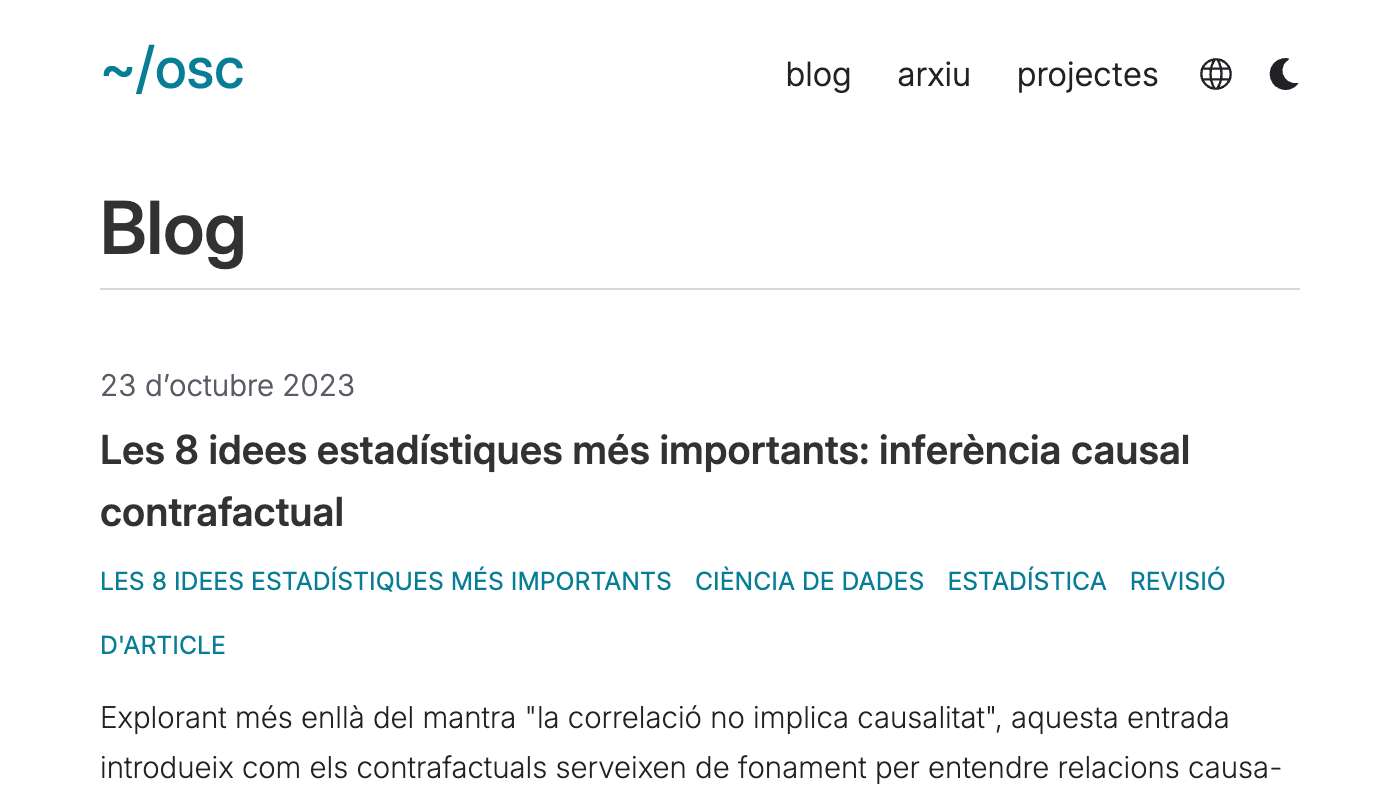 ~/osc
blog arxiu projectes
Blog
23 d’octubre 2023
Les 8 idees estadístiques més importants: inferència causal
contrafactual
LES 8 IDEES ESTADÍSTIQUES MÉS IMPORTANTS CIÈNCIA DE DADES ESTADÍSTICA REVISIÓ
D'ARTICLE
Explorant més enllà del mantra "la correlació no implica causalitat", aquesta entrada
introdueix com els contrafactuals serveixen de fonament per entendre relacions causa-